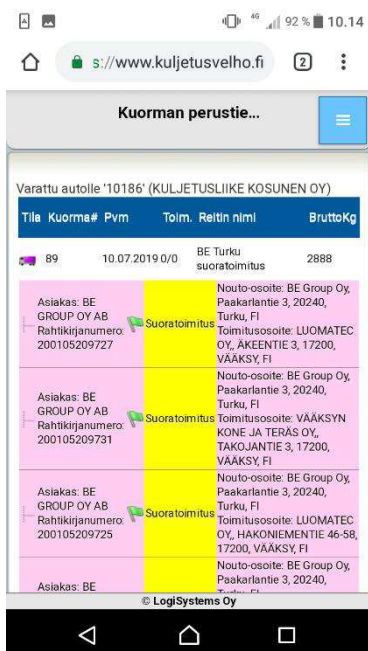 A
4G
92 %
10.14
s://www.kuljetusvelho.fi
2
Kuorman perustie...
Varattu autolle '10186' (KULJETUSLIIKE KOSUNEN OY)
Tila Kuorma# Pvm Toim. Reitin nimi BruttoKg
89 10.07.2019 0/0 BE Turku suoratoimitus 2888
Asiakas: BE
GROUP OY AB
Rahtikirjanumero:
200105209727
Suoratoimitus
Nouto-osoite: BE Group Oy,
Paakarlantie 3, 20240,
Turku, FI
Toimitusosoite: LUOMATEC
OY,, ÄKEENTIE 3, 17200,
VÄÄKSY, FI
Asiakas: BE
GROUP OY AB
Rahtikirjanumero:
200105209731
Suoratoimitus
Nouto-osoite: BE Group Oy,
Paakarlantie 3, 20240,
Turku, FI
Toimitusosoite: VÄÄKSYN
KONE JA TERÄS OY,,
TAKOJANTIE 3, 17200,
VÄÄKSY, FI
Asiakas: BE
GROUP OY AB
Rahtikirjanumero:
200105209725
Suoratoimitus
Nouto-osoite: BE Group Oy,
Paakarlantie 3, 20240,
Turku, FI
Toimitusosoite: LUOMATEC
OY,, HAKONIEMENTIE 46-58,
17200, VÄÄKSY, FI
Asiakas: BE
Nouto-osoite: BE Group Oy,
Paakarlantie 3, 20240,
© LogiSystems Oy